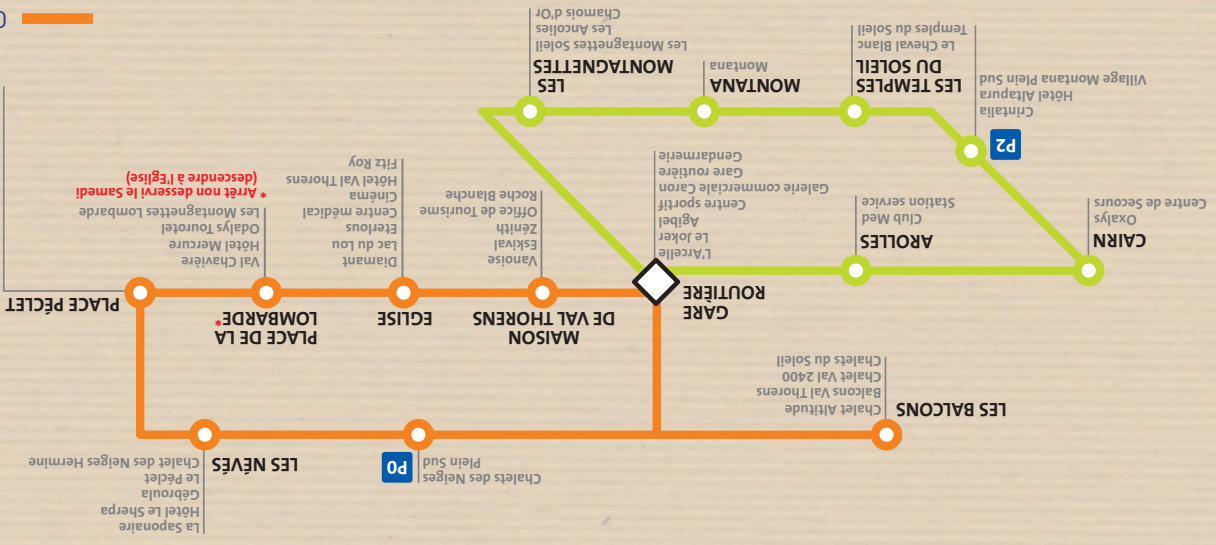 La Saponaire
Hôtel Le Sherpa
Gébroula
Le Péclet
Chalet des Neiges Hermine
LES NÉVÉS
Chalets des Neiges
Plein Sud
P0
LES BALCONS
Chalet Altitude
Balcons Val Thorens
Chalet Val 2400
Chalets du Soleil
GARE
ROUTIÈRE
L'Arcelle
Le Joker
Agibel
Centre sportif
Galerie commerciale Caron
Gare routière
Gendarmerie
MAISON
DE VAL THORENS
Vanoise
Eskival
Zénith
Office de Tourisme
Roche Blanche
EGLISE
Diamant
Lac du Lou
Eterlous
Centre médical
Cinéma
Hôtel Val Thorens
Fitz Roy
PLACE DE LA
LOMBARDE*
Val Chavière
Hôtel Mercure
Odalys Tourotel
Les Montagnettes Lombarde
* Arrêt non desservi le Samedi
(descendre à l'Eglise)
PLACE PÉCLET
CAIRN
Oxalys
Centre de Secours
AROLLES
Club Med
Station service
P2
Crintalia
Hôtel Altapura
Village Montana Plein Sud
LES TEMPLES
DU SOLEIL
Le Cheval Blanc
Temples du Soleil
MONTANA
Montana
LES
MONTAGNETTES
Les Montagnettes Soleil
Les Ancolies
Chamois d'Or
0